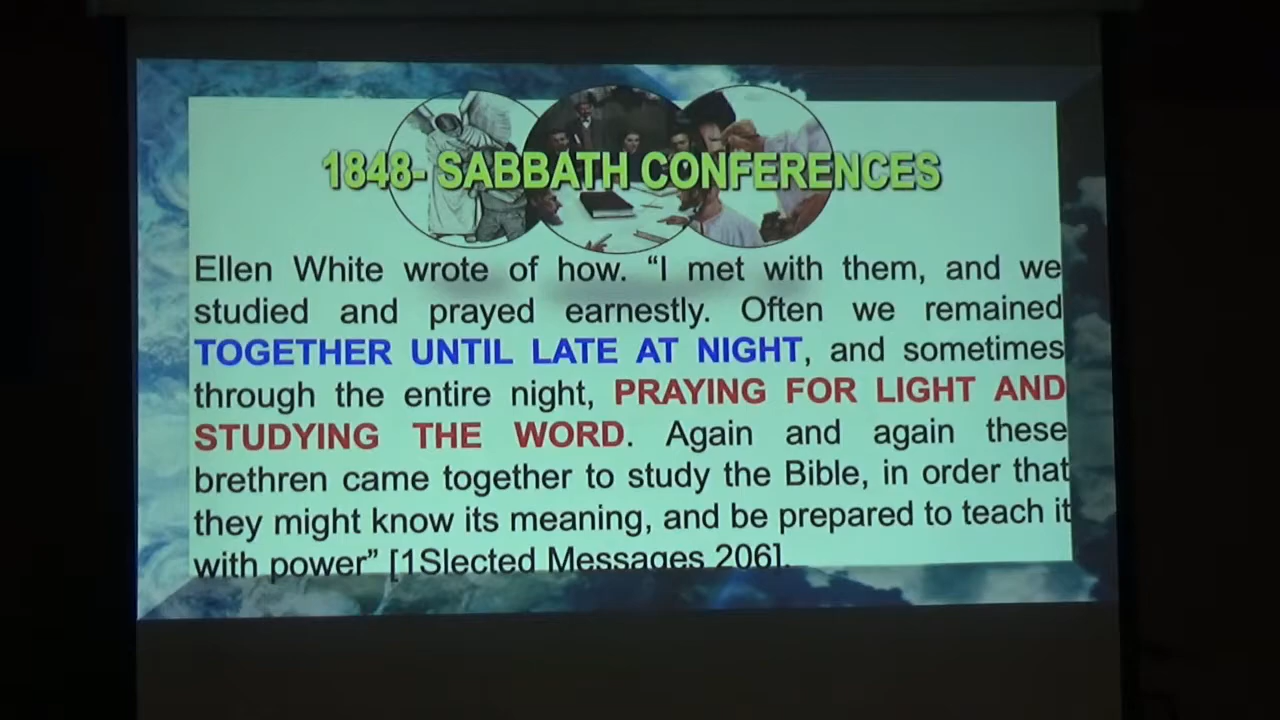 1848- SABBATH CONFERENCES
Ellen White wrote of how. “I met with them, and we
studied and prayed earnestly. Often we remained
TOGETHER UNTIL LATE AT NIGHT, and sometimes
through the entire night, PRAYING FOR LIGHT AND
STUDYING THE WORD. Again and again these
brethren came together to study the Bible, in order that
they might know its meaning, and be prepared to teach it
with power” [1Slected Messages 206].